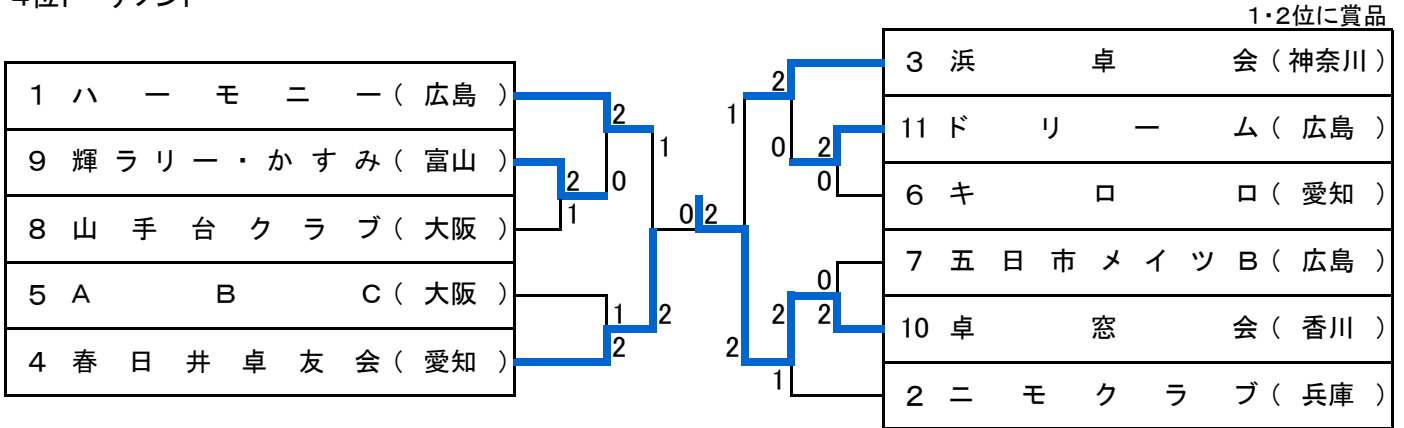 1・2位に賞品
1 ハーモニー( 広島 )
9 輝ラリー・かすみ( 富山 )
8 山手台クラブ( 大阪 )
5 ABC( 大阪 )
4 春日井卓友会( 愛知 )
2
1
2 0
1
1 2
2
0 2
3 浜卓会( 神奈川 )
11 ドリーム( 広島 )
6 キロロ( 愛知 )
7 五日市メイツB( 広島 )
10 卓窓会( 香川 )
2 ニモクラブ( 兵庫 )
2
1
0 2
0
0
2 2
2
1